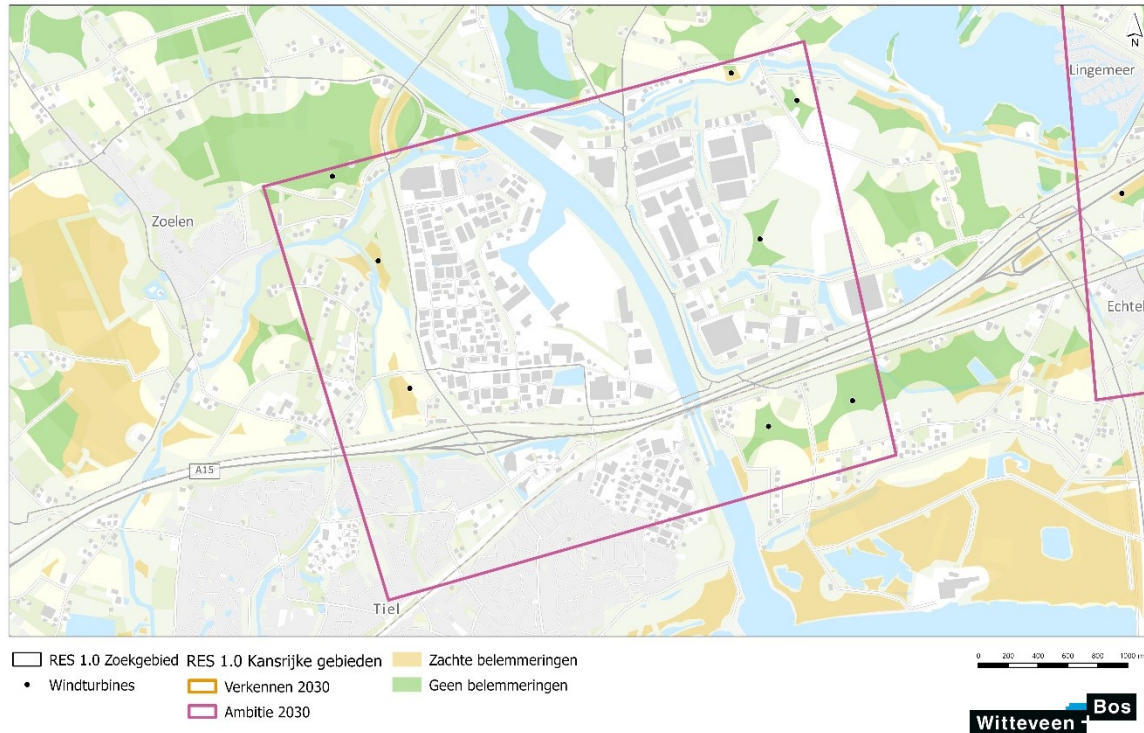 N
Lingemeer
Zoelen
Echtel
A15
Tiel
RES 1.0 Zoekgebied
Windturbines
RES 1.0 Kansrijke gebieden
Verkennen 2030
Ambitie 2030
Zachte belemmeringen
Geen belemmeringen
0 200 400 600 800 1000 m
Witteveen + Bos